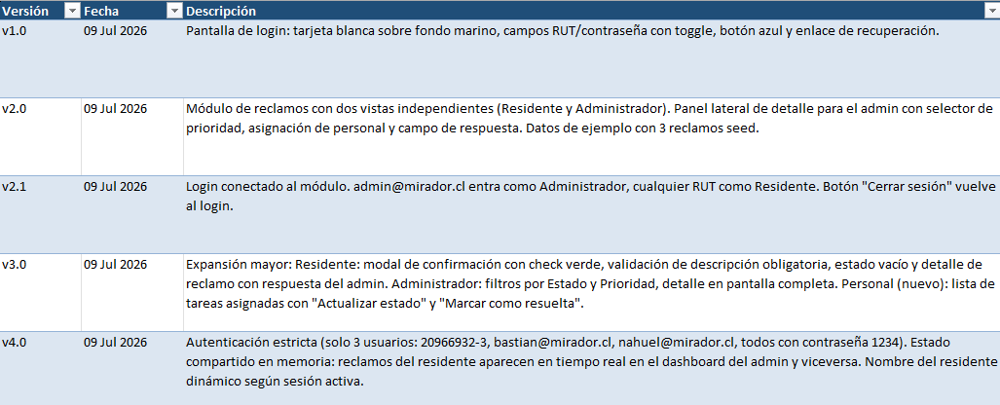 Versión Fecha Descripción
v1.0 09 Jul 2026 Pantalla de login: tarjeta blanca sobre fondo marino, campos RUT/contraseña con toggle, botón azul y enlace de recuperación.
v2.0 09 Jul 2026 Módulo de reclamos con dos vistas independientes (Residente y Administrador). Panel lateral de detalle para el admin con selector de
prioridad, asignación de personal y campo de respuesta. Datos de ejemplo con 3 reclamos seed.
v2.1 09 Jul 2026 Login conectado al módulo. admin@mirador.cl entra como Administrador, cualquier RUT como Residente. Botón "Cerrar sesión" vuelve
al login.
v3.0 09 Jul 2026 Expansión mayor: Residente: modal de confirmación con check verde, validación de descripción obligatoria, estado vacío y detalle de
reclamo con respuesta del admin. Administrador: filtros por Estado y Prioridad, detalle en pantalla completa. Personal (nuevo): lista de
tareas asignadas con "Actualizar estado" y "Marcar como resuelta".
v4.0 09 Jul 2026 Autenticación estricta (solo 3 usuarios: 20966932-3, bastian@mirador.cl, nahuel@mirador.cl, todos con contraseña 1234). Estado
compartido en memoria: reclamos del residente aparecen en tiempo real en el dashboard del admin y viceversa. Nombre del residente
dinámico según sesión activa.